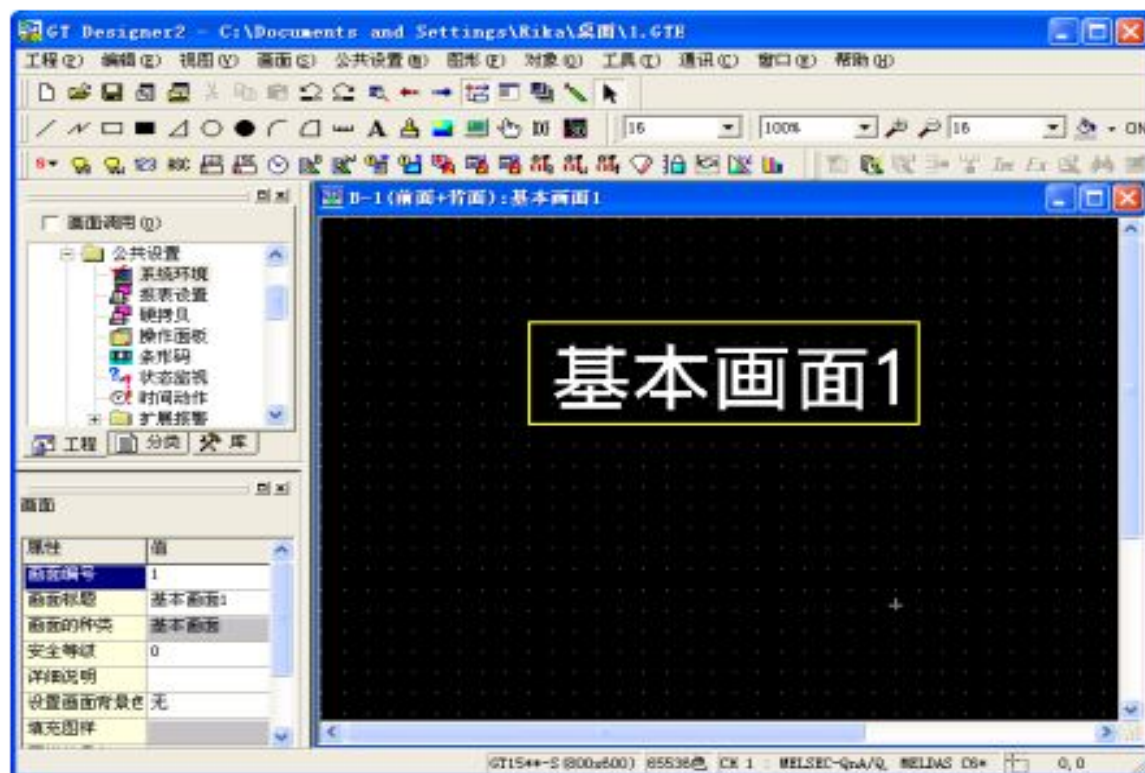 GT Designer2 - C:\Documents and Settings\Rika\桌面\1.GTE
工程(P) 编辑(E) 视图(V) 画面(S) 公共设置(M) 图形(F) 对象(O) 工具(T) 通讯(C) 窗口(W) 帮助(H)
16 100% 16 ON
B-1(前面+背面):基本画面1
画面调用(Q)
公共设置
系统环境
报表设置
硬拷贝
操作面板
条形码
状态监视
时间动作
扩展报警
工程 分类 库
基本画面1
画面
属性 值
画面编号 1
画面标题 基本画面1
画面的种类 基本画面
安全等级 0
详细说明
设置画面背景色 无
填充图样
GT15**-S(800x600) 65536色 CH 1 : MELSEC-QnA/Q, MELDAS C6* 0,0